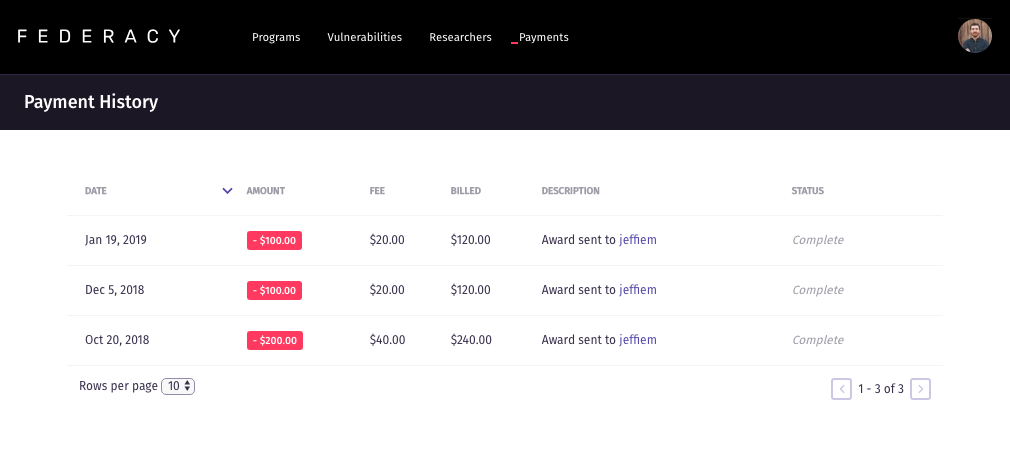 FEDERACY Programs Vulnerabilities Researchers _Payments
Payment History
DATE AMOUNT FEE BILLED DESCRIPTION STATUS
Jan 19, 2019 - $100.00 $20.00 $120.00 Award sent to jeffiem Complete
Dec 5, 2018 - $100.00 $20.00 $120.00 Award sent to jeffiem Complete
Oct 20, 2018 - $200.00 $40.00 $240.00 Award sent to jeffiem Complete
Rows per page 10 1 - 3 of 3